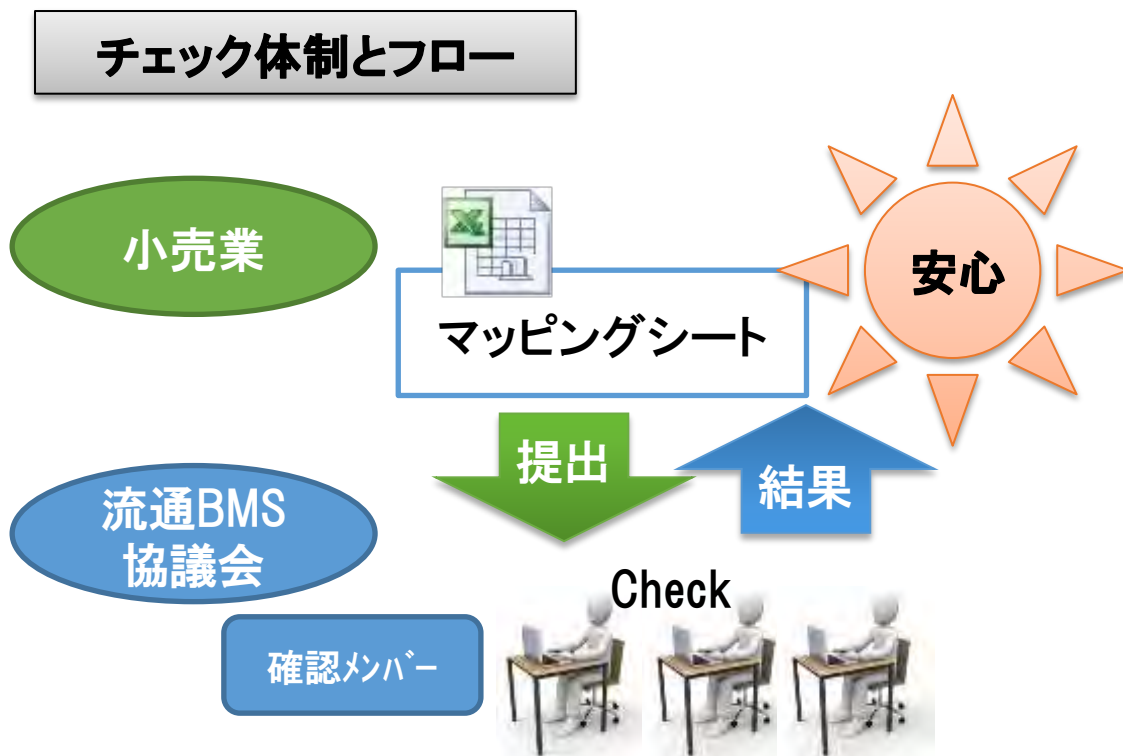 チェック体制とフロー
小売業
マッピングシート
安心
提出
結果
流通BMS
協議会
Check
確認ﾒﾝﾊﾞｰ